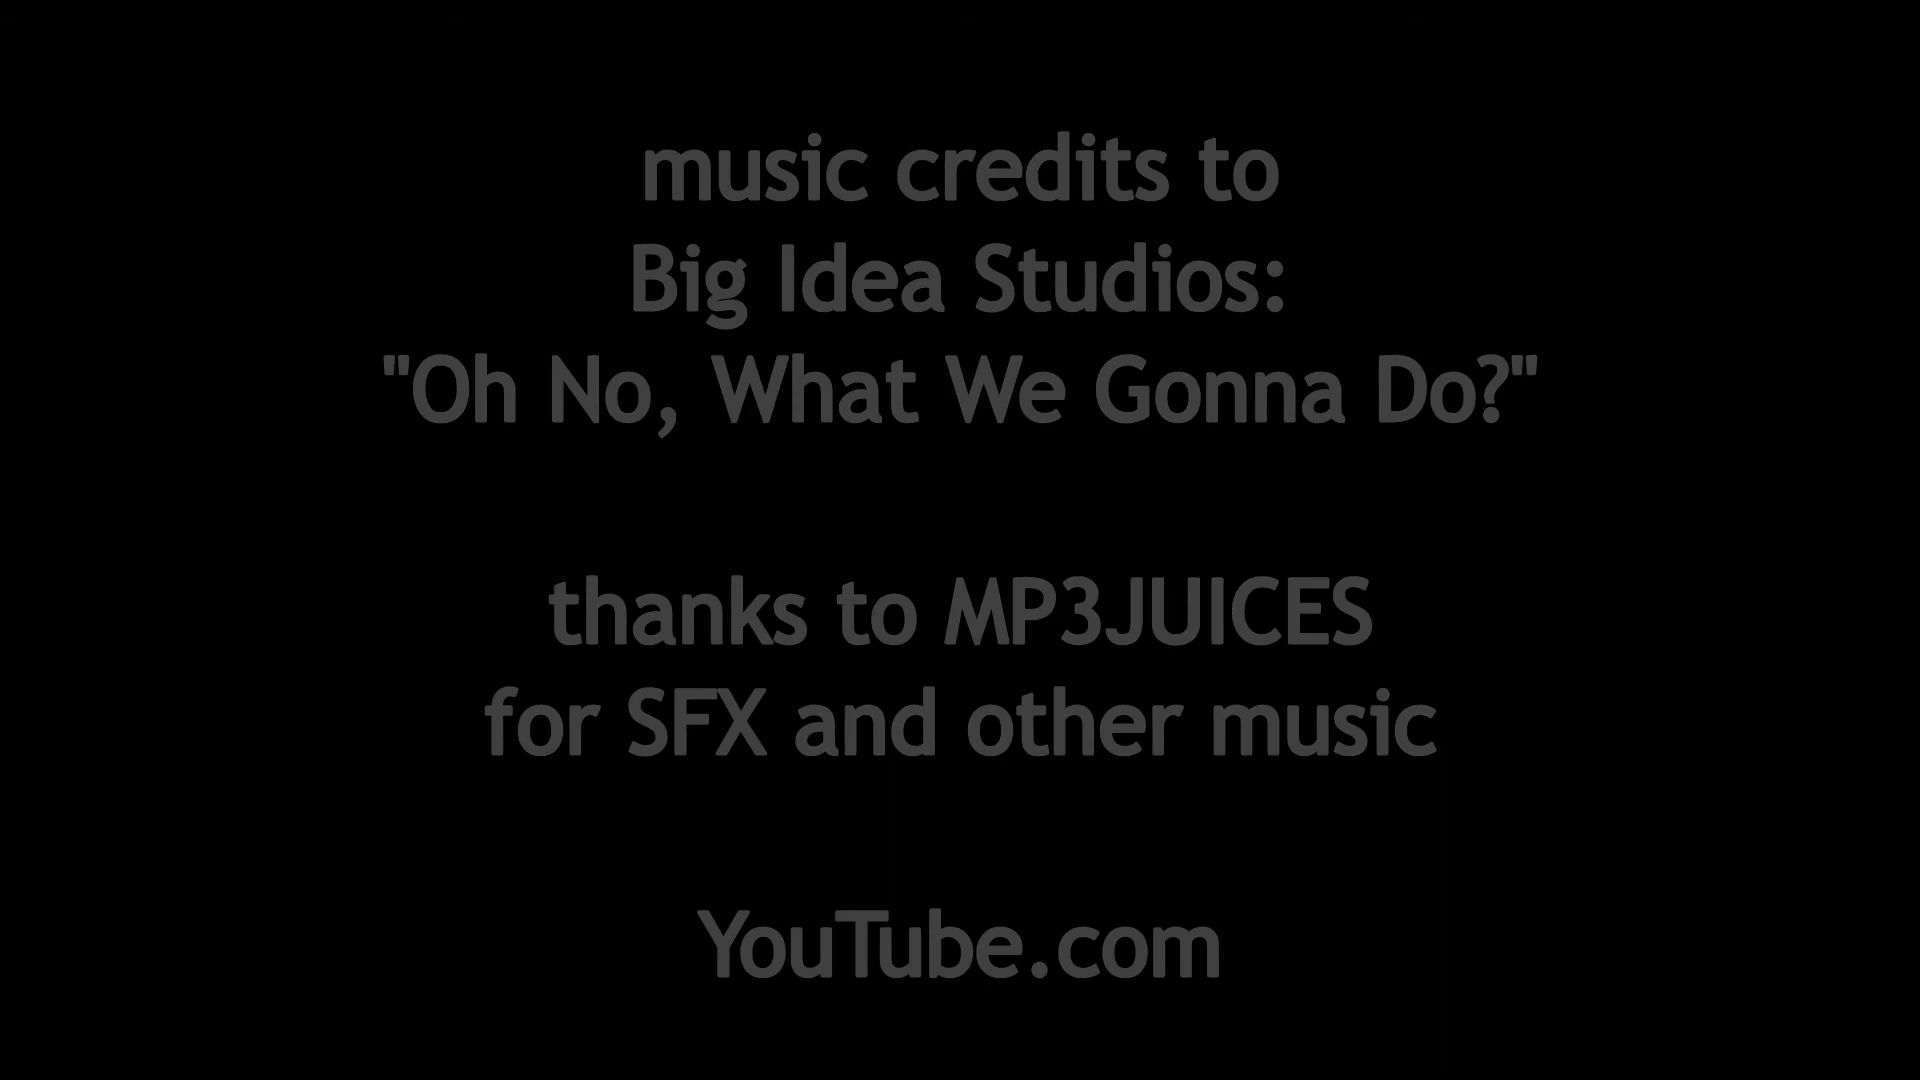 music credits to
Big Idea Studios:
"Oh No, What We Gonna Do?"
thanks to MP3JUICES
for SFX and other music
YouTube.com